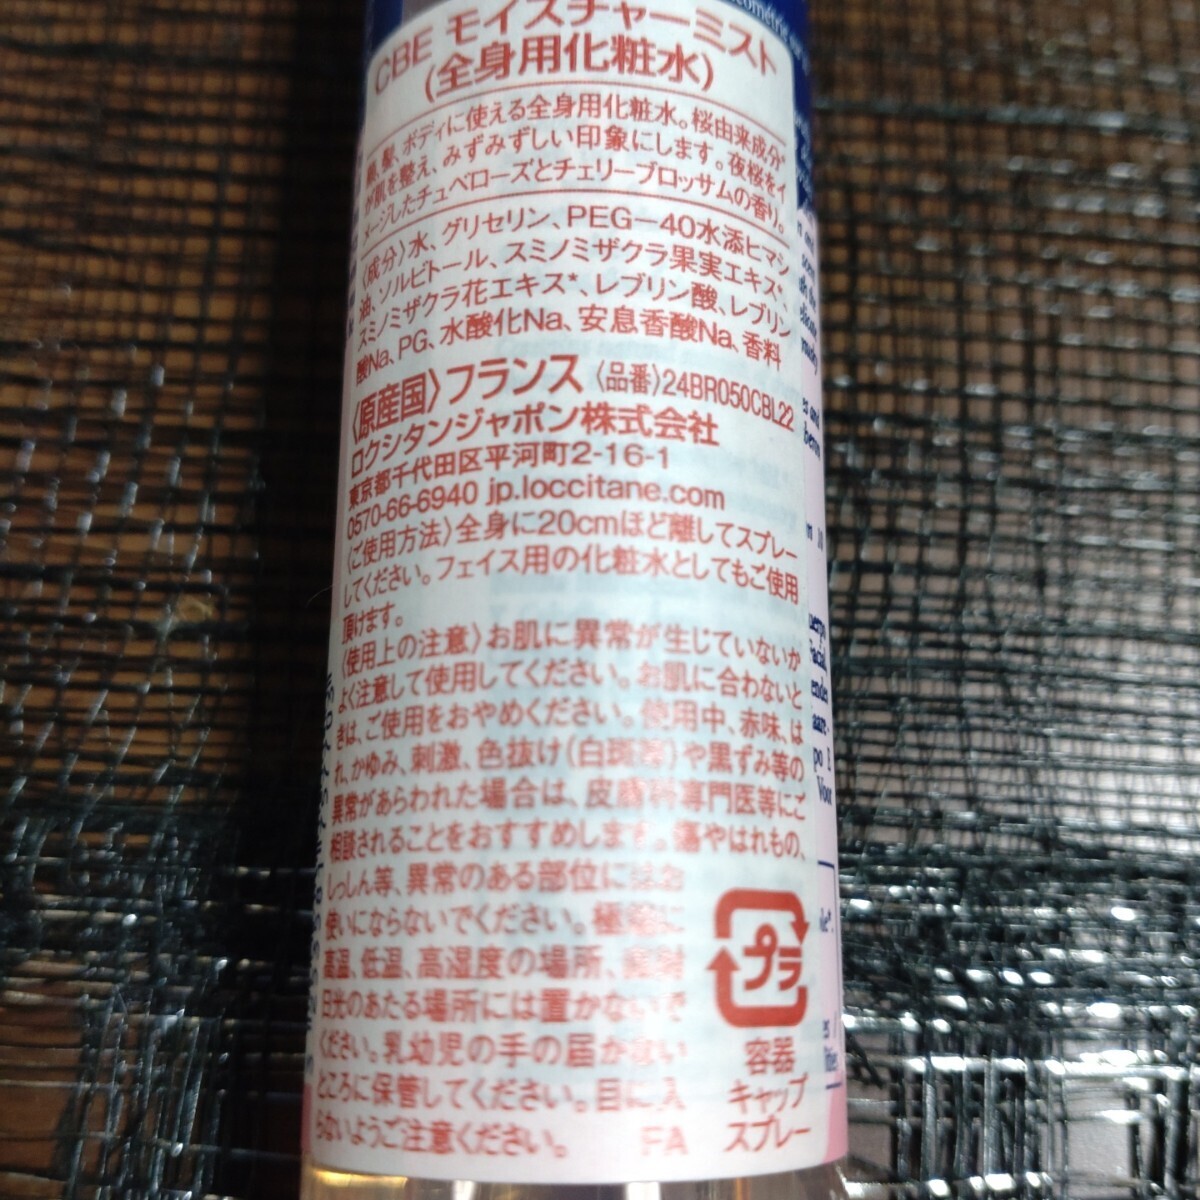 CBE モイスチャーミスト
(全身用化粧水)
顔、髪、ボディに使える全身用化粧水。桜由来成分*
が肌を整え、みずみずしい印象にします。夜桜をイ
メージしたチュベローズとチェリーブロッサムの香り。
〈成分〉水、グリセリン、PEG－40水添ヒマシ
油、ソルビトール、スミノミザクラ果実エキス*、
スミノミザクラ花エキス*、レブリン酸、レブリン
酸Na、PG、水酸化Na、安息香酸Na、香料
〈原産国〉フランス 〈品番〉24BR050CBL22
ロクシタンジャポン株式会社
東京都千代田区平河町2-16-1
0570-66-6940 jp.loccitane.com
〈ご使用方法〉全身に20cmほど離してスプレー
してください。フェイス用の化粧水としてもご使用
頂けます。
〈使用上の注意〉お肌に異常が生じていないか
よく注意して使用してください。お肌に合わないと
きは、ご使用をおやめください。使用中、赤味、は
れ、かゆみ、刺激、色抜け(白斑等)や黒ずみ等の
異常があらわれた場合は、皮膚科専門医等にご
相談されることをおすすめします。傷やはれもの、
しっしん等、異常のある部位にはお
使いにならないでください。極端に
高温、低温、高湿度の場所、直射
日光のあたる場所には置かないで
ください。乳幼児の手の届かない
ところに保管してください。目に入
らないようご注意ください。 FA
プラ
容器
キャップ
スプレー